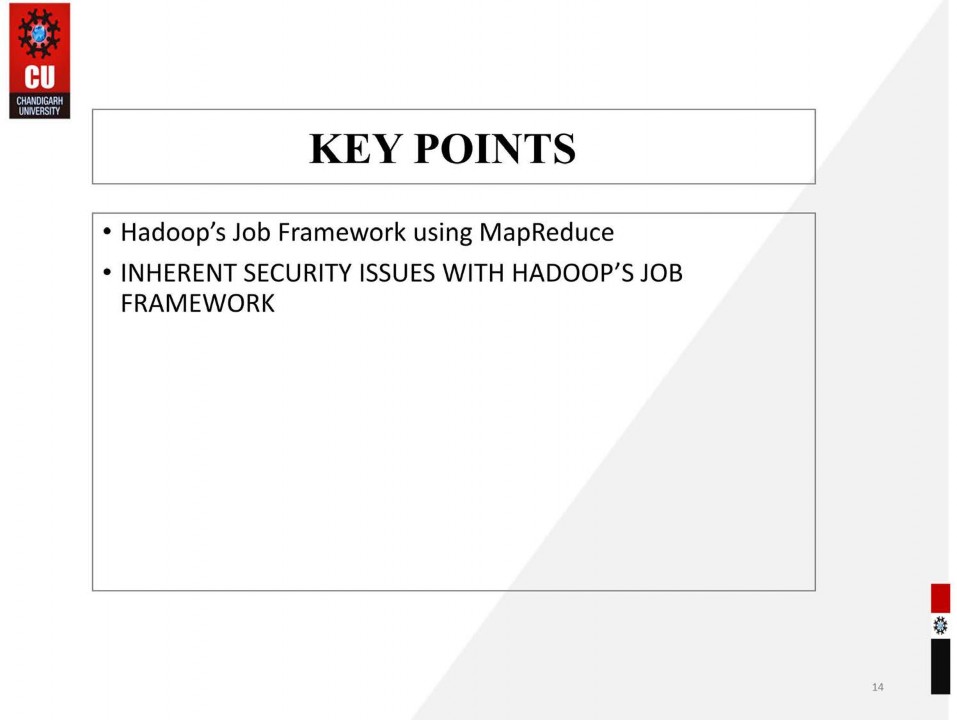 CU
CHANDIGARH
UNIVERSITY
KEY POINTS
• Hadoop’s Job Framework using MapReduce
• INHERENT SECURITY ISSUES WITH HADOOP’S JOB
FRAMEWORK
14